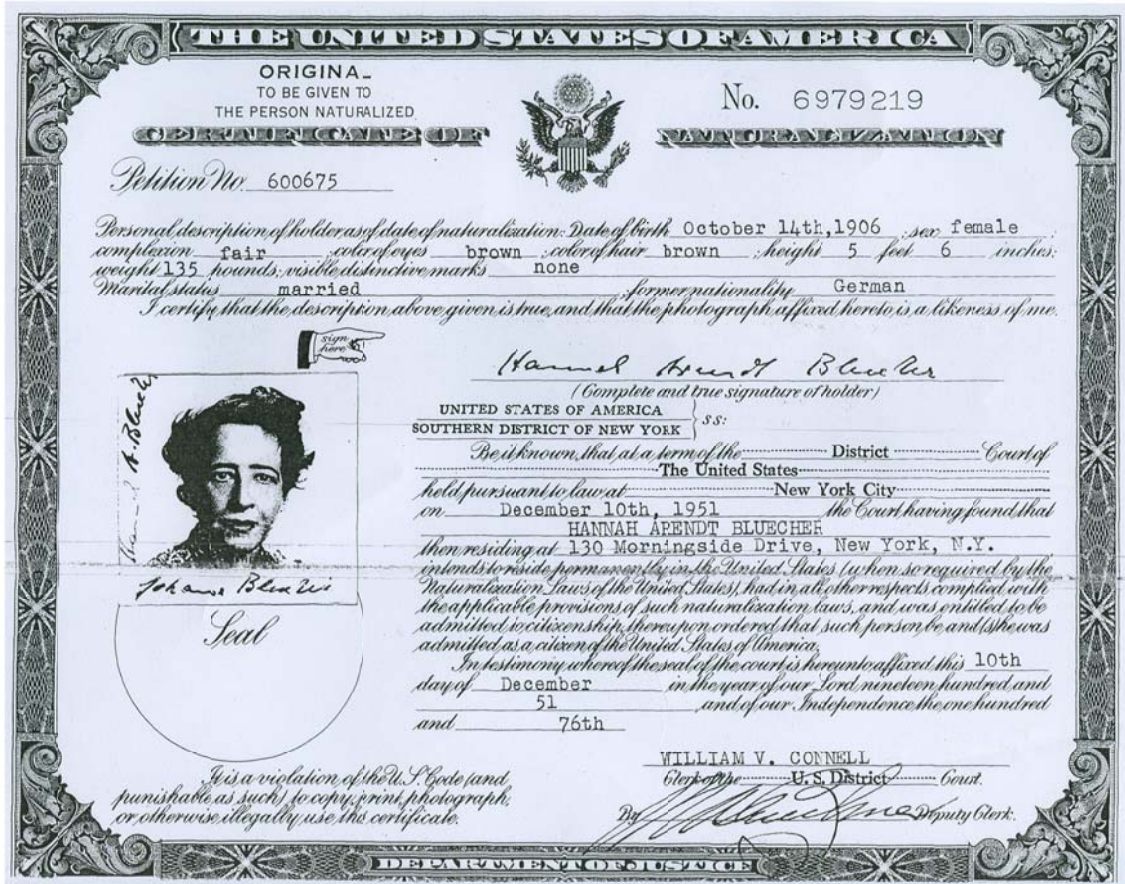 THE UNITED STATES OF AMERICA
ORIGINA
TO BE GIVEN TO
THE PERSON NATURALIZED
No. 6979219
CERTIFICATE OF NATURALIZATION
Petition No. 600675
Personal description of holder as of date of naturalization: Date of birth October 14th,1906 ; sex female ;
complexion fair ; color of eyes brown ; color of hair brown ; height 5 feet 6 inches;
weight 135 pounds; visible distinctive marks none
Marital status married ; former nationality German
I certify that the description above given is true, and that the photograph affixed hereto is a likeness of me.
sign
here
Hannah Arendt Bluecher
(Complete and true signature of holder)
UNITED STATES OF AMERICA
SOUTHERN DISTRICT OF NEW YORK
ss:
Be it known, that at a term of the District Court of
The United States
held pursuant to law at New York City
on December 10th, 1951 the Court having found that
HANNAH ARENDT BLUECHER
then residing at 130 Morningside Drive, New York, N.Y.
intends to reside permanently in the United States (when so required by the
Naturalization Laws of the United States), had in all other respects complied with
the applicable provisions of such naturalization laws, and was entitled to be
admitted to citizenship, thereupon ordered that such person be and (s)he was
admitted as a citizen of the United States of America.
In testimony whereof the seal of the court is hereunto affixed this 10th
day of December in the year of our Lord nineteen hundred and
51 and of our Independence the one hundred
and 76th
Seal
WILLIAM V. CONNELL
Clerk of the U. S. District Court.
By Deputy Clerk.
It is a violation of the U. S. Code (and
punishable as such) to copy, print, photograph,
or otherwise illegally use this certificate.
DEPARTMENT OF JUSTICE